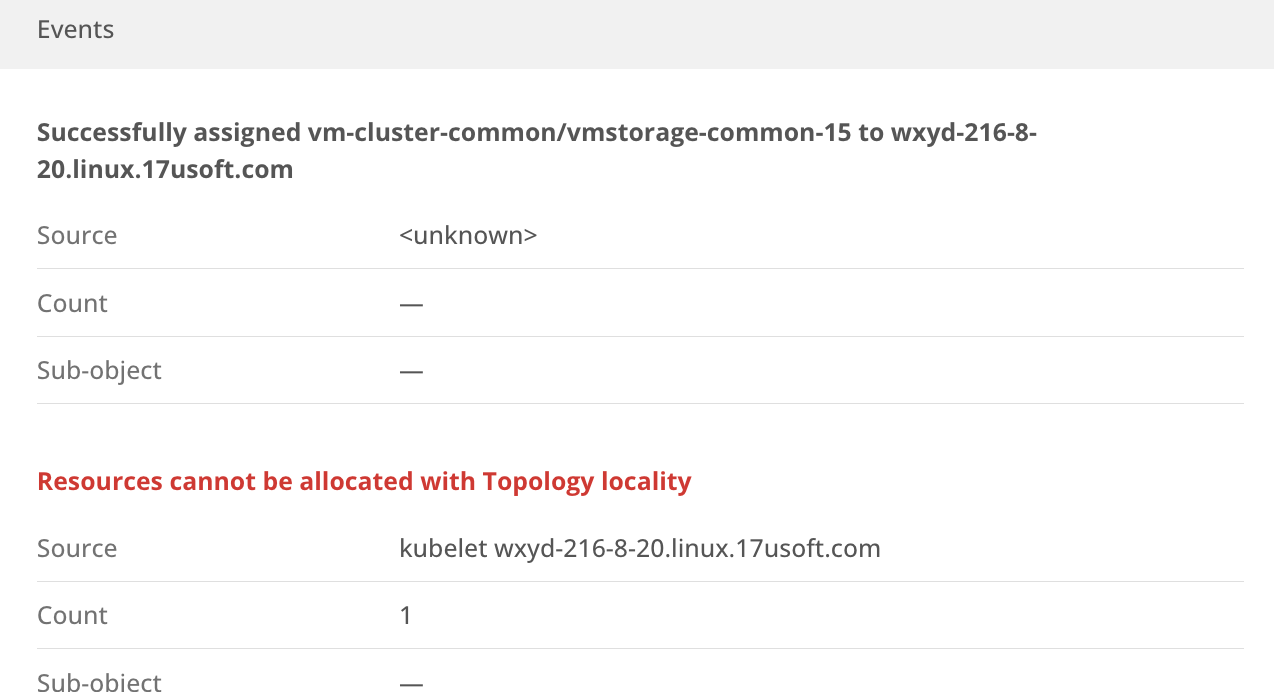 Events
Successfully assigned vm-cluster-common/vmstorage-common-15 to wxyd-216-8-
20.linux.17usoft.com
Source <unknown>
Count —
Sub-object —
Resources cannot be allocated with Topology locality
Source kubelet wxyd-216-8-20.linux.17usoft.com
Count 1
Sub-object —